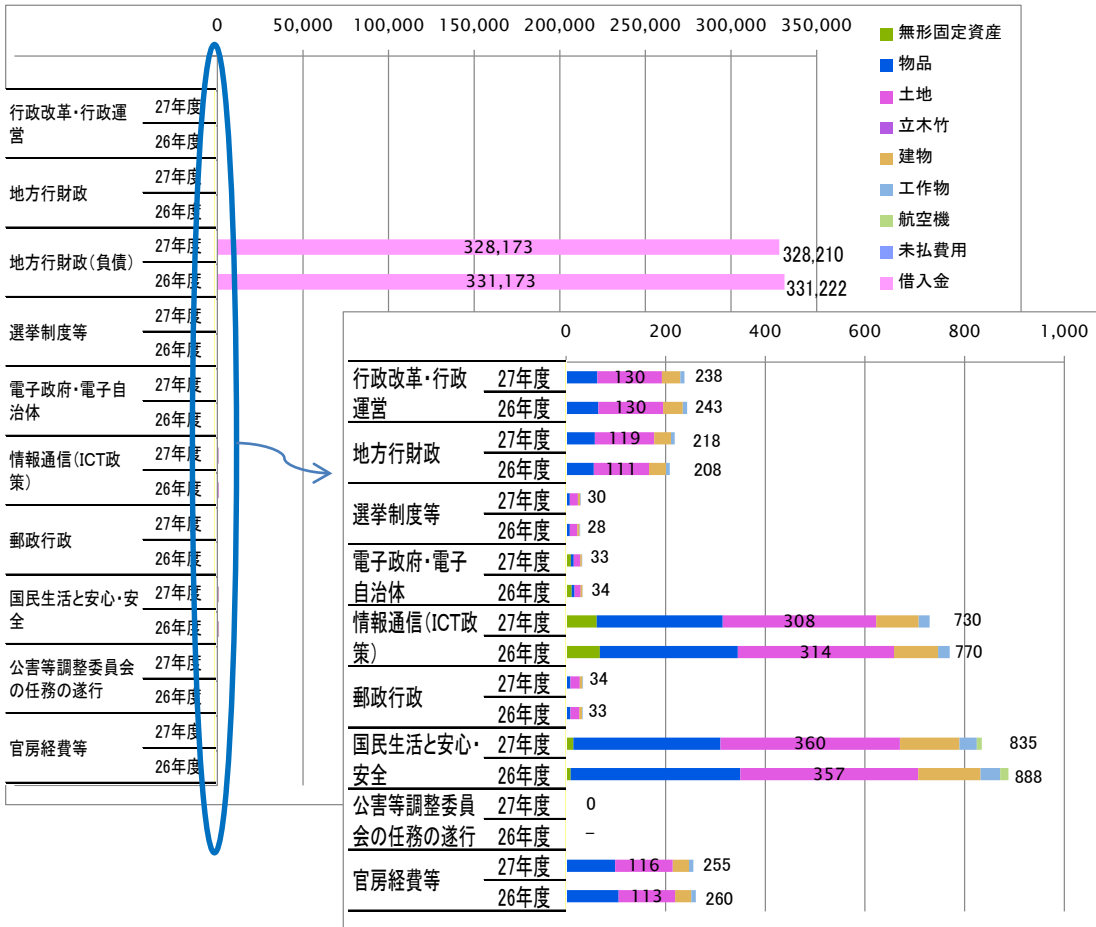 0 50,000 100,000 150,000 200,000 250,000 300,000 350,000
無形固定資産
物品
土地
立木竹
建物
工作物
航空機
未払費用
借入金
行政改革・行政運
営
27年度
26年度
地方行財政
27年度
26年度
地方行財政(負債)
27年度
328,173
328,210
26年度
331,173
331,222
選挙制度等
27年度
26年度
電子政府・電子自
治体
27年度
26年度
情報通信(ICT政
策)
27年度
26年度
郵政行政
27年度
26年度
国民生活と安心・安
全
27年度
26年度
公害等調整委員会
の任務の遂行
27年度
26年度
官房経費等
27年度
26年度
0 200 400 600 800 1,000
行政改革・行政
運営
27年度
130
238
26年度
130
243
地方行財政
27年度
119
218
26年度
111
208
選挙制度等
27年度
30
26年度
28
電子政府・電子
自治体
27年度
33
26年度
34
情報通信(ICT政
策)
27年度
308
730
26年度
314
770
郵政行政
27年度
34
26年度
33
国民生活と安心・
安全
27年度
360
835
26年度
357
888
公害等調整委員
会の任務の遂行
27年度
0
26年度
−
官房経費等
27年度
116
255
26年度
113
260